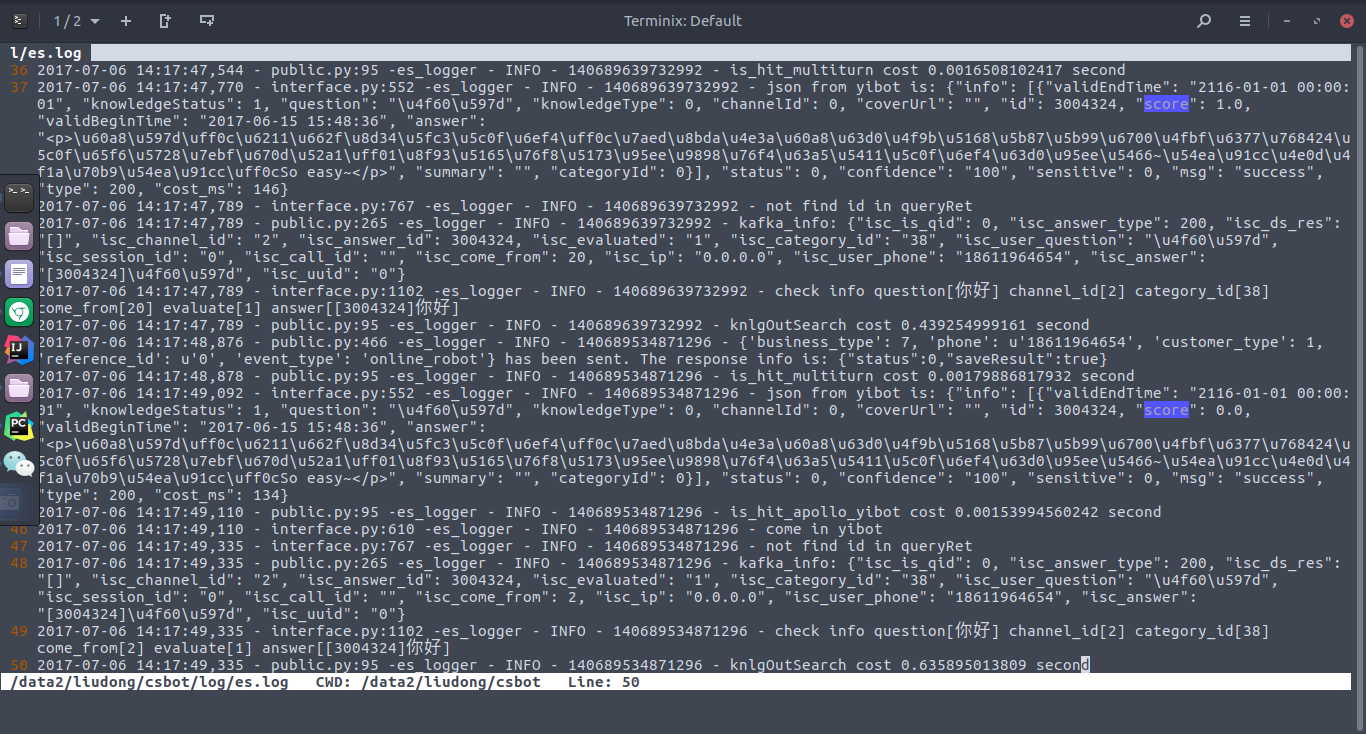 1 / 2
Terminix: Default
l/es.log
36 2017-07-06 14:17:47,544 - public.py:95 -es_logger - INFO - 140689639732992 - is_hit_multiturn cost 0.0016508102417 second
37 2017-07-06 14:17:47,770 - interface.py:552 -es_logger - INFO - 140689639732992 - json from yibot is: {"info": [{"validEndTime": "2116-01-01 00:00:
01", "knowledgeStatus": 1, "question": "\u4f60\u597d", "knowledgeType": 0, "channelId": 0, "coverUrl": "", "id": 3004324, "score": 1.0,
"validBeginTime": "2017-06-15 15:48:36", "answer":
"<p>\u60a8\u597d\uff0c\u6211\u662f\u8d34\u5fc3\u5c0f\u6ef4\uff0c\u7aed\u8bda\u4e3a\u60a8\u63d0\u4f9b\u5168\u5b87\u5b99\u6700\u4fbf\u6377\u768424\u
5c0f\u65f6\u5728\u7ebf\u670d\u52a1\uff01\u8f93\u5165\u76f8\u5173\u95ee\u9898\u76f4\u63a5\u5411\u5c0f\u6ef4\u63d0\u95ee\u5466~\u54ea\u91cc\u4e0d\u4
f1a\u70b9\u54ea\u91cc\uff0cSo easy~</p>", "summary": "", "categoryId": 0}], "status": 0, "confidence": "100", "sensitive": 0, "msg": "success",
"type": 200, "cost_ms": 146}
2017-07-06 14:17:47,789 - interface.py:767 -es_logger - INFO - 140689639732992 - not find id in queryRet
2017-07-06 14:17:47,789 - public.py:265 -es_logger - INFO - 140689639732992 - kafka_info: {"isc_is_qid": 0, "isc_answer_type": 200, "isc_ds_res":
"[]", "isc_channel_id": "2", "isc_answer_id": 3004324, "isc_evaluated": "1", "isc_category_id": "38", "isc_user_question": "\u4f60\u597d",
"isc_session_id": "0", "isc_call_id": "", "isc_come_from": 20, "isc_ip": "0.0.0.0", "isc_user_phone": "18611964654", "isc_answer":
"[3004324]\u4f60\u597d", "isc_uuid": "0"}
2017-07-06 14:17:47,789 - interface.py:1102 -es_logger - INFO - 140689639732992 - check info question[你好] channel_id[2] category_id[38]
come_from[20] evaluate[1] answer[[3004324]你好]
2017-07-06 14:17:47,789 - public.py:95 -es_logger - INFO - 140689639732992 - knlgOutSearch cost 0.439254999161 second
2017-07-06 14:17:48,876 - public.py:466 -es_logger - INFO - 140689639732992 - {'business_type': 7, 'phone': u'18611964654', 'customer_type': 1,
'reference_id': u'0', 'event_type': 'online_robot'} has been sent. The response info is: {"status":0,"saveResult":true}
2017-07-06 14:17:48,878 - public.py:95 -es_logger - INFO - 140689534871296 - is_hit_multiturn cost 0.00179886817932 second
2017-07-06 14:17:49,092 - interface.py:552 -es_logger - INFO - 140689534871296 - json from yibot is: {"info": [{"validEndTime": "2116-01-01 00:00:
01", "knowledgeStatus": 1, "question": "\u4f60\u597d", "knowledgeType": 0, "channelId": 0, "coverUrl": "", "id": 3004324, "score": 0.0,
"validBeginTime": "2017-06-15 15:48:36", "answer":
"<p>\u60a8\u597d\uff0c\u6211\u662f\u8d34\u5fc3\u5c0f\u6ef4\uff0c\u7aed\u8bda\u4e3a\u60a8\u63d0\u4f9b\u5168\u5b87\u5b99\u6700\u4fbf\u6377\u768424\u
5c0f\u65f6\u5728\u7ebf\u670d\u52a1\uff01\u8f93\u5165\u76f8\u5173\u95ee\u9898\u76f4\u63a5\u5411\u5c0f\u6ef4\u63d0\u95ee\u5466~\u54ea\u91cc\u4e0d\u4
f1a\u70b9\u54ea\u91cc\uff0cSo easy~</p>", "summary": "", "categoryId": 0}], "status": 0, "confidence": "100", "sensitive": 0, "msg": "success",
"type": 200, "cost_ms": 134}
2017-07-06 14:17:49,110 - public.py:95 -es_logger - INFO - 140689534871296 - is_hit_apollo_yibot cost 0.00153994560242 second
46 2017-07-06 14:17:49,110 - interface.py:610 -es_logger - INFO - 140689534871296 - come in yibot
47 2017-07-06 14:17:49,335 - interface.py:767 -es_logger - INFO - 140689534871296 - not find id in queryRet
48 2017-07-06 14:17:49,335 - public.py:265 -es_logger - INFO - 140689534871296 - kafka_info: {"isc_is_qid": 0, "isc_answer_type": 200, "isc_ds_res":
"[]", "isc_channel_id": "2", "isc_answer_id": 3004324, "isc_evaluated": "1", "isc_category_id": "38", "isc_user_question": "\u4f60\u597d",
"isc_session_id": "0", "isc_call_id": "", "isc_come_from": 2, "isc_ip": "0.0.0.0", "isc_user_phone": "18611964654", "isc_answer":
"[3004324]\u4f60\u597d", "isc_uuid": "0"}
49 2017-07-06 14:17:49,335 - interface.py:1102 -es_logger - INFO - 140689534871296 - check info question[你好] channel_id[2] category_id[38]
come_from[2] evaluate[1] answer[[3004324]你好]
50 2017-07-06 14:17:49,335 - public.py:95 -es_logger - INFO - 140689534871296 - knlgOutSearch cost 0.635895013809 second
/data2/liudong/csbot/log/es.log CWD: /data2/liudong/csbot Line: 50
IJ
PC